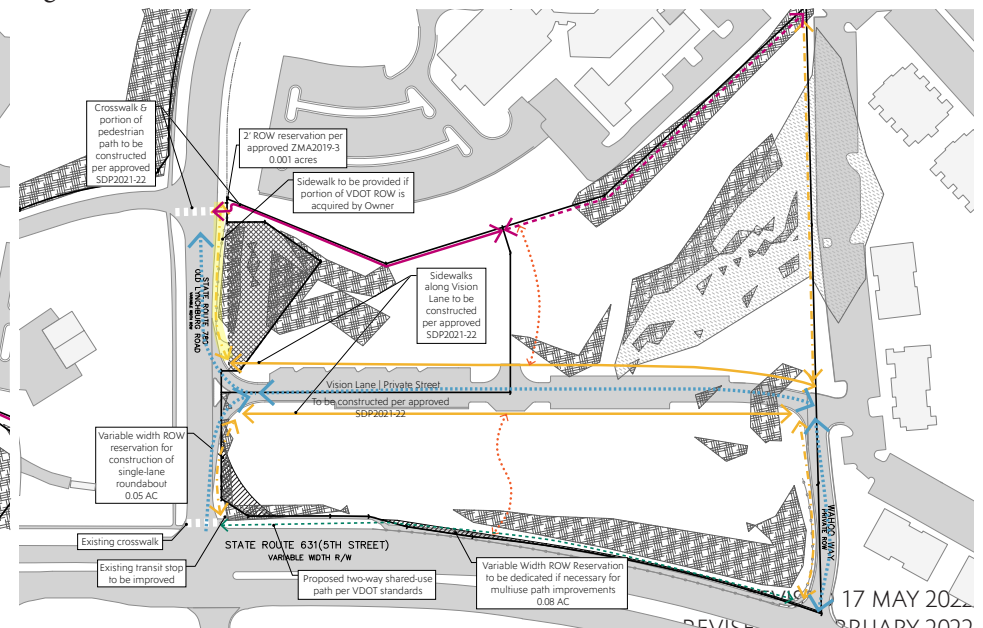 Crosswalk &
portion of
pedestrian
path to be
constructed
per approved
SDP2021-22
2' ROW reservation per
approved ZMA2019-3
0.001 acres
Sidewalk to be provided if
portion of VDOT ROW is
acquired by Owner
STATE ROUTE 780
OLD LYNCHBURG ROAD
VARIABLE WIDTH R/W
Sidewalks
along Vision
Lane to be
constructed
per approved
SDP2021-22
Vision Lane | Private Street
To be constructed per approved
SDP2021-22
Variable width ROW
reservation for
construction of
single-lane
roundabout
0.05 AC
Existing crosswalk
Existing transit stop
to be improved
STATE ROUTE 631(5TH STREET)
VARIABLE WIDTH R/W
Proposed two-way shared-use
path per VDOT standards
Variable Width ROW Reservation
to be dedicated if necessary for
multiuse path improvements
0.08 AC
WAHOO WAY
PRIVATE ROW
17 MAY 2022